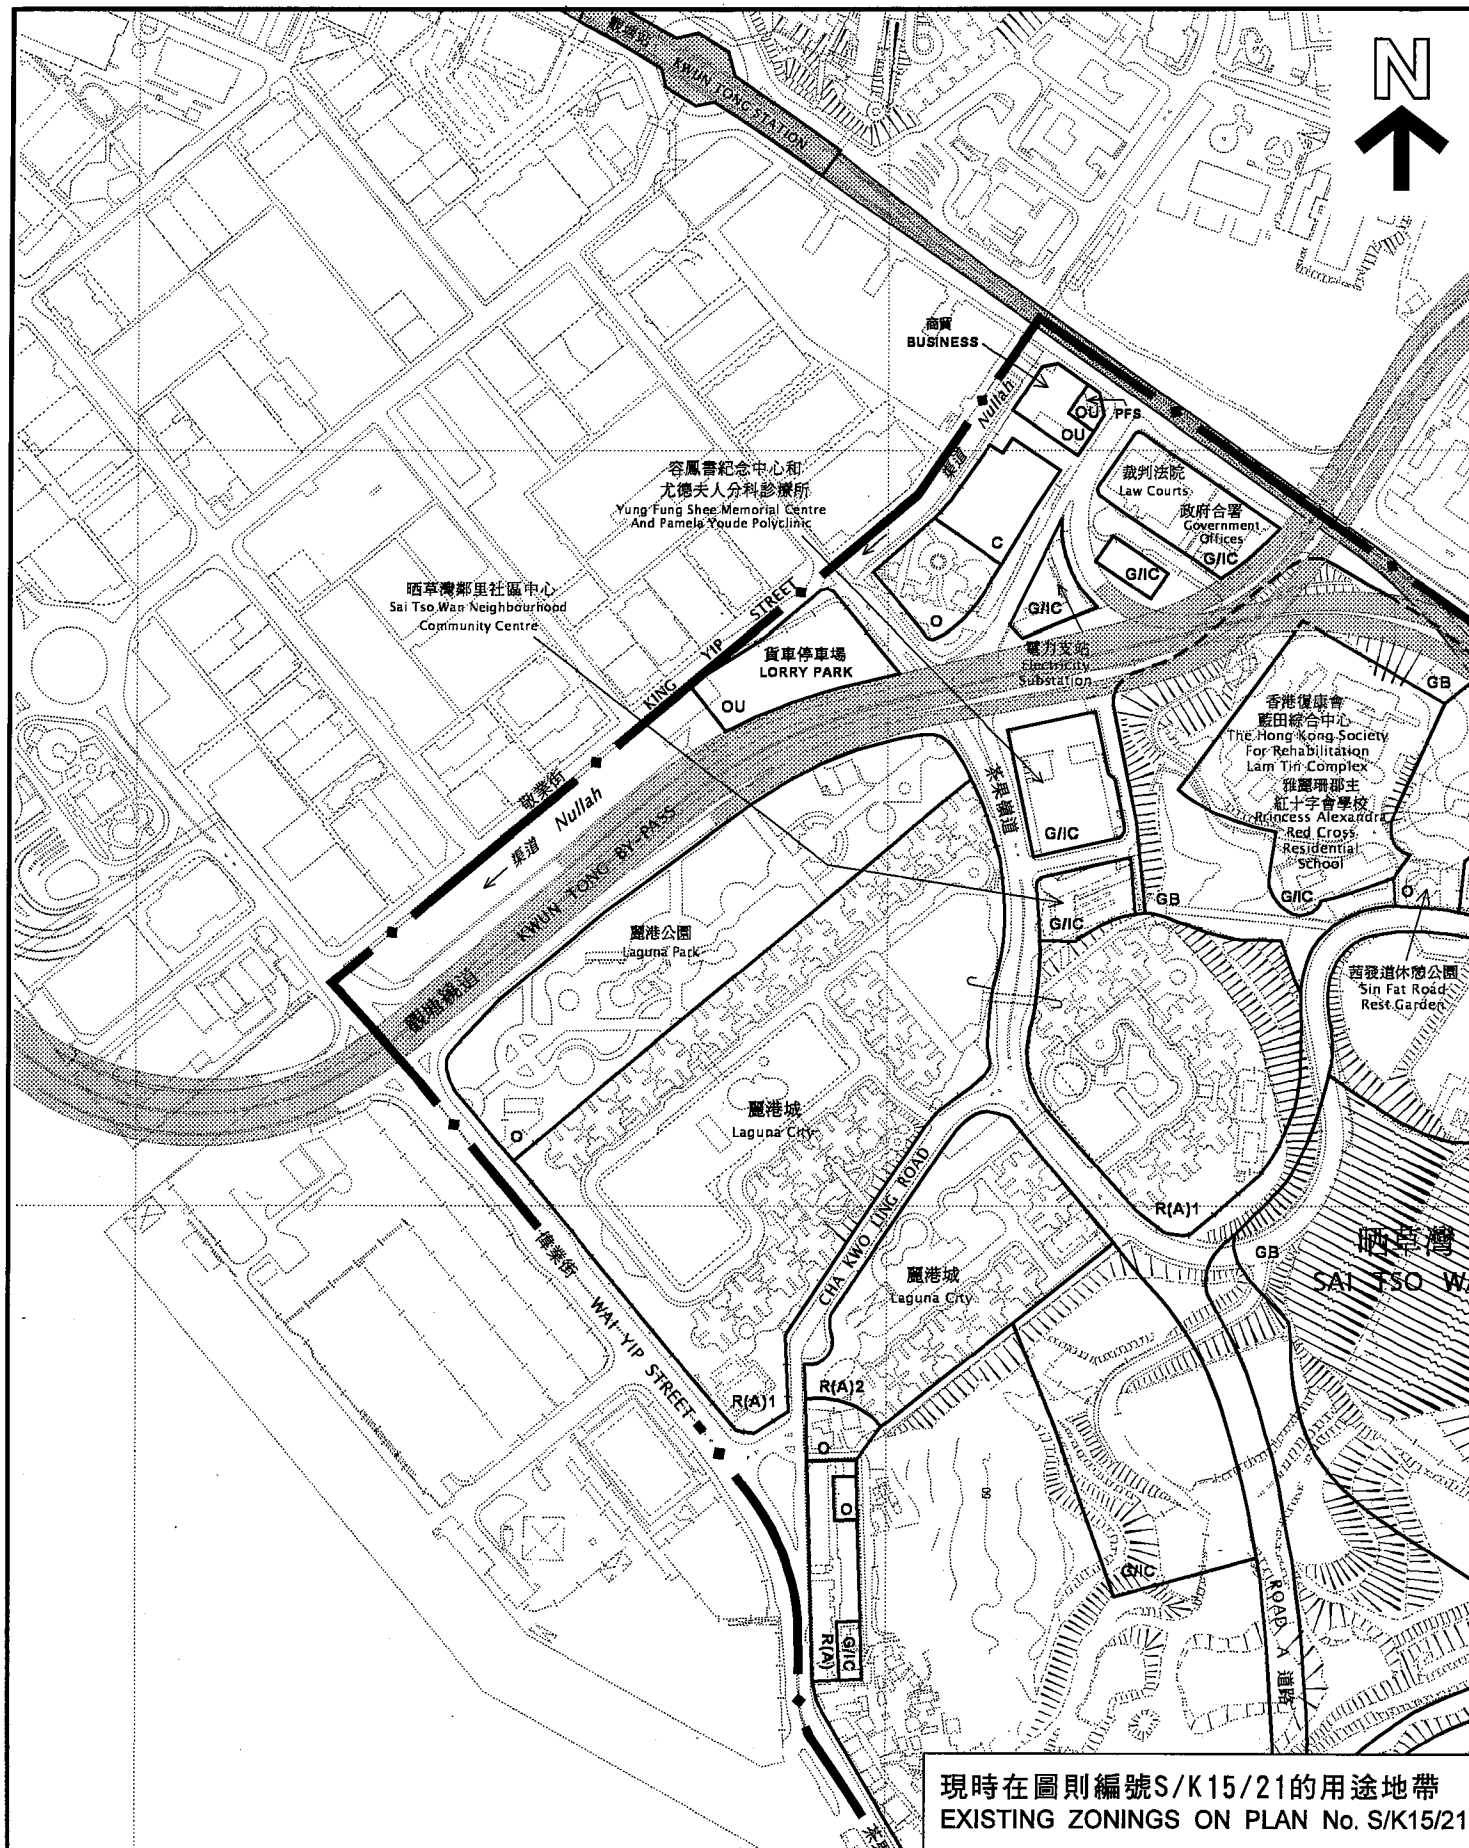 觀塘站
KWUN TONG STATION
N
商貿
BUSINESS
Nullah
渠道
OU
PFS
OU
裁判法院
Law Courts
政府合署
Government
Offices
G/IC
容鳳書紀念中心和
尤德夫人分科診療所
Yung Fung Shee Memorial Centre
And Pamela Youde Polyclinic
C
G/IC
G/IC
O
晒草灣鄰里社區中心
Sai Tso Wan Neighbourhood
Community Centre
KING YIP STREET
敬業街
貨車停車場
LORRY PARK
OU
電力支站
Electricity
Substation
GB
香港復康會
藍田綜合中心
The Hong Kong Society
For Rehabilitation
Lam Tin Complex
雅麗珊郡主
紅十字會學校
Princess Alexandra
Red Cross
Residential
School
G/IC
O
茶果嶺道
G/IC
GB
G/IC
Nullah
渠道
KWUN TONG BY-PASS
觀塘繞道
麗港公園
Laguna Park
O
茜發道休憩公園
Sin Fat Road
Rest Garden
麗港城
Laguna City
CHA KWO LING ROAD
R(A)1
GB
晒草灣
SAI TSO WA
偉業街
WAI YIP STREET
麗港城
Laguna City
R(A)1
R(A)2
O
O
60
G/IC
R(A)
G/IC
ROAD A 道路
現時在圖則編號S/K15/21的用途地帶
EXISTING ZONINGS ON PLAN No. S/K15/21